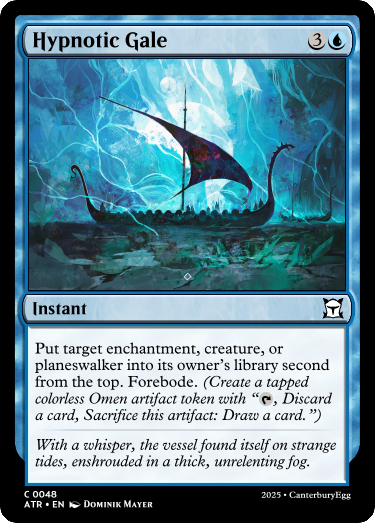 Hypnotic Gale 3
Instant
Put target enchantment, creature, or
planeswalker into its owner's library second
from the top. Forebode. (Create a tapped
colorless Omen artifact token with “, Discard
a card, Sacrifice this artifact: Draw a card.”)
With a whisper, the vessel found itself on strange
tides, enshrouded in a thick, unrelenting fog.
C 0048
ATR • EN Dominik Mayer
2025 • CanterburyEgg